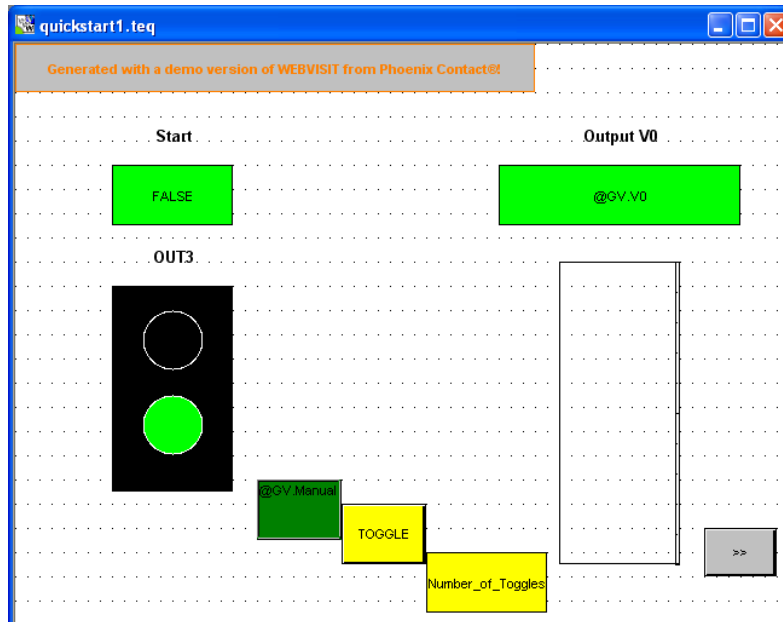 quickstart1.teq
Generated with a demo version of WEBVISIT from Phoenix Contact®!
Start
Output V0
FALSE
@GV.V0
OUT3
@GV.Manual
TOGGLE
>>
Number_of_Toggles